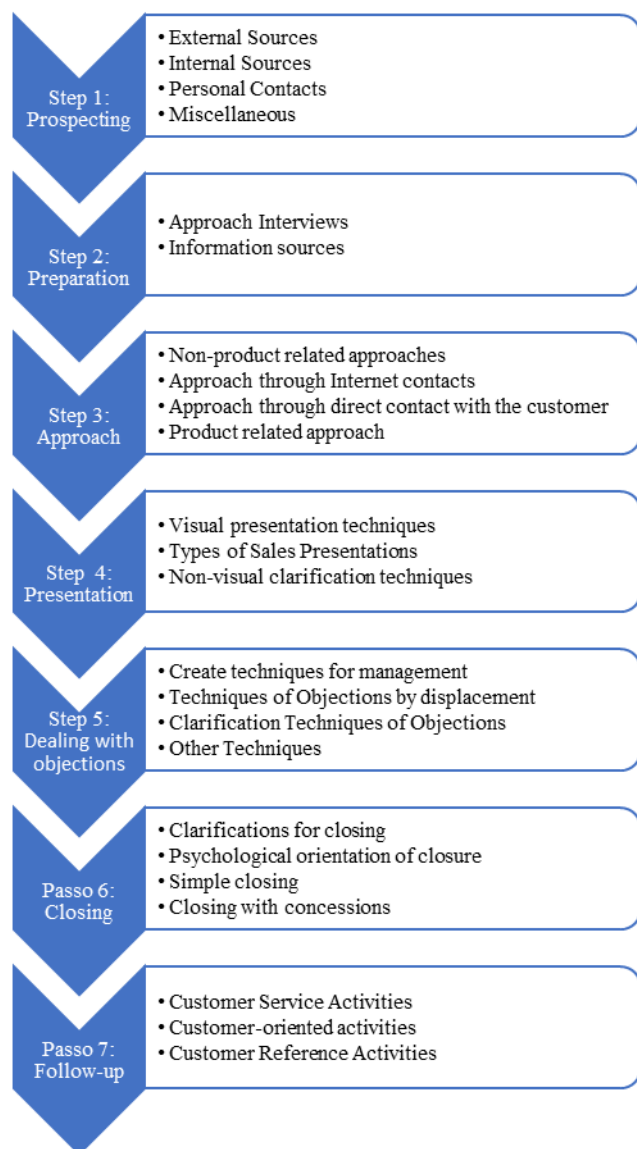 Step 1:
Prospecting
• External Sources
• Internal Sources
• Personal Contacts
• Miscellaneous
Step 2:
Preparation
• Approach Interviews
• Information sources
Step 3:
Approach
• Non-product related approaches
• Approach through Internet contacts
• Approach through direct contact with the customer
• Product related approach
Step 4:
Presentation
• Visual presentation techniques
• Types of Sales Presentations
• Non-visual clarification techniques
Step 5:
Dealing with
objections
• Create techniques for management
• Techniques of Objections by displacement
• Clarification Techniques of Objections
• Other Techniques
Passo 6:
Closing
• Clarifications for closing
• Psychological orientation of closure
• Simple closing
• Closing with concessions
Passo 7:
Follow-up
• Customer Service Activities
• Customer-oriented activities
• Customer Reference Activities